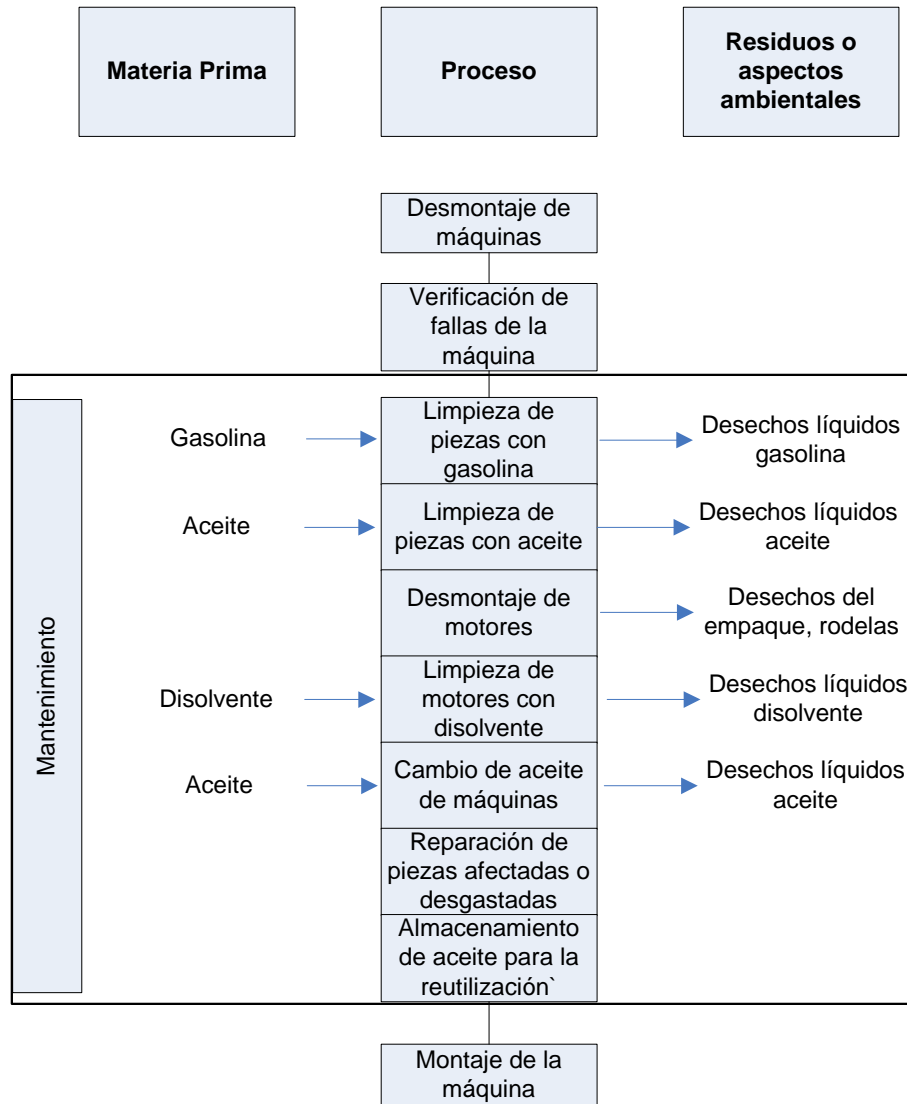 Materia Prima
Proceso
Residuos o
aspectos
ambientales
Desmontaje de
máquinas
Verificación de
fallas de la
máquina
Mantenimiento
Gasolina
Limpieza de
piezas con
gasolina
Desechos líquidos
gasolina
Aceite
Limpieza de
piezas con aceite
Desechos líquidos
aceite
Desmontaje de
motores
Desechos del
empaque, rodelas
Disolvente
Limpieza de
motores con
disolvente
Desechos líquidos
disolvente
Aceite
Cambio de aceite
de máquinas
Desechos líquidos
aceite
Reparación de
piezas afectadas o
desgastadas
Almacenamiento
de aceite para la
reutilización`
Montaje de la
máquina